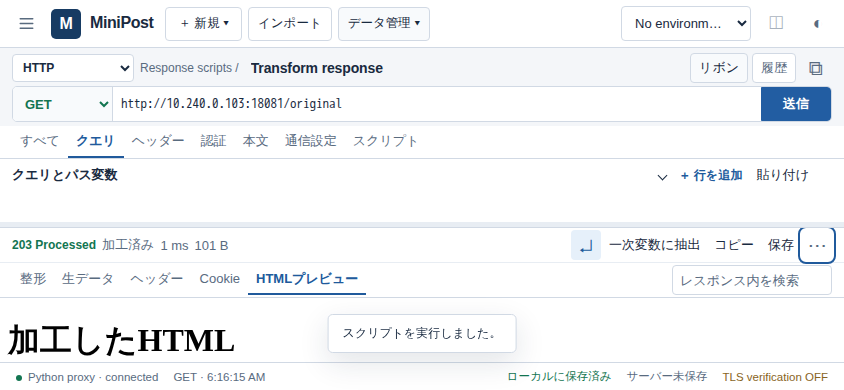 M MiniPost ＋ 新規 ▾ インポート データ管理 ▾ No environm…
HTTP Response scripts / Transform response リボン 履歴
GET http://10.240.0.103:18081/original 送信
すべて クエリ ヘッダー 認証 本文 通信設定 スクリプト
クエリとパス変数 + 行を追加 貼り付け
203 Processed 加工済み 1 ms 101 B 一次変数に抽出 コピー 保存 ···
整形 生データ ヘッダー Cookie HTMLプレビュー レスポンス内を検索
加工したHTML
スクリプトを実行しました。
Python proxy · connected GET · 6:16:15 AM ローカルに保存済み サーバー未保存 TLS verification OFF